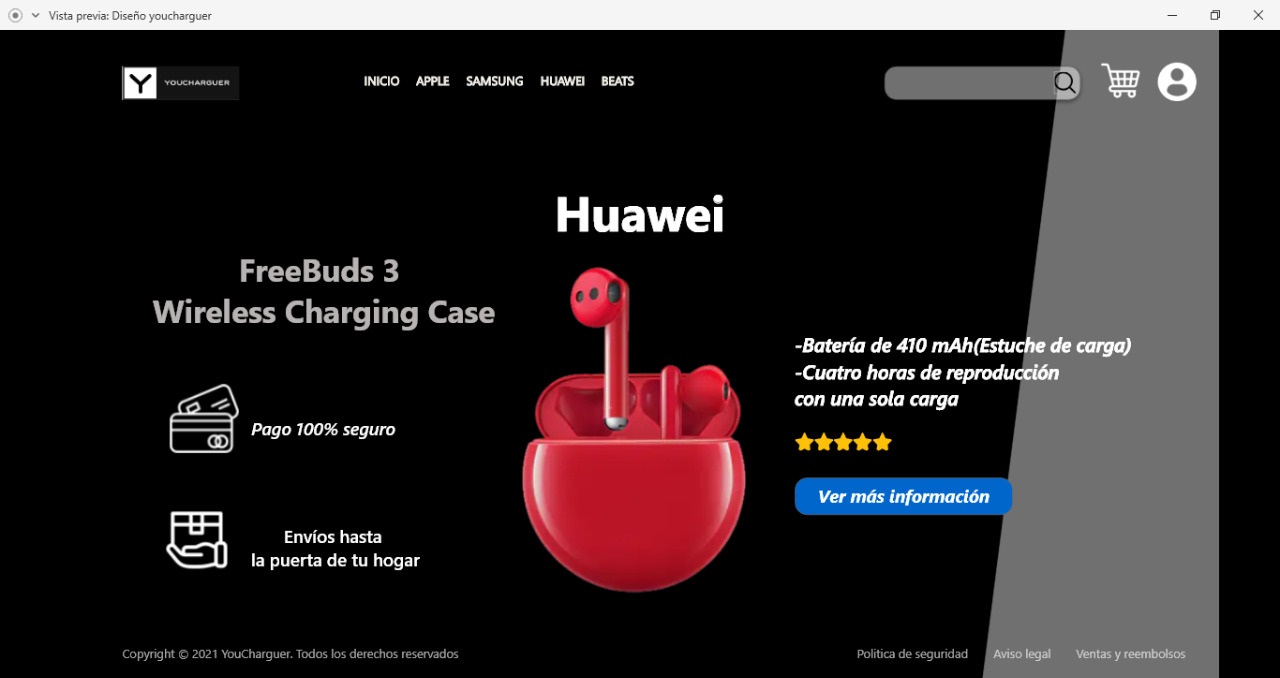 Vista previa: Diseño youcharguer
Y YOUCHARGUER
INICIO APPLE SAMSUNG HUAWEI BEATS
Huawei
FreeBuds 3
Wireless Charging Case
-Batería de 410 mAh(Estuche de carga)
-Cuatro horas de reproducción
con una sola carga
Pago 100% seguro
Ver más información
Envíos hasta
la puerta de tu hogar
Copyright © 2021 YouCharguer. Todos los derechos reservados
Politica de seguridad Aviso legal Ventas y reembolsos